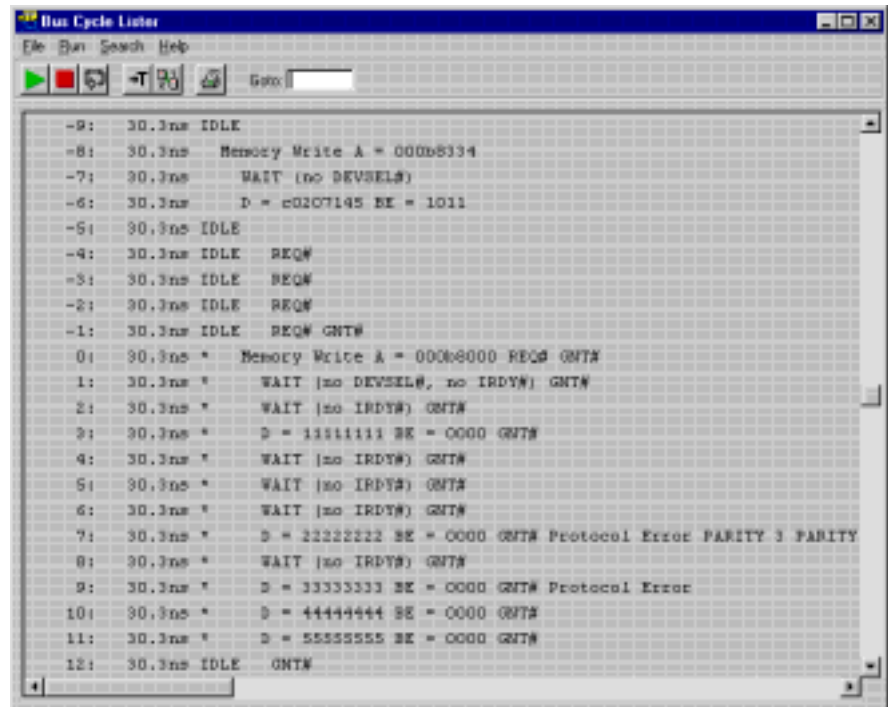 Bus Cycle Lister
File Run Search Help
Goto:
-9: 30.3ns IDLE
-8: 30.3ns Memory Write A = 000b8334
-7: 30.3ns WAIT (no DEVSEL#)
-6: 30.3ns D = c0207145 BE = 1011
-5: 30.3ns IDLE
-4: 30.3ns IDLE REQ#
-3: 30.3ns IDLE REQ#
-2: 30.3ns IDLE REQ#
-1: 30.3ns IDLE REQ# GNT#
0: 30.3ns * Memory Write A = 000b8000 REQ# GNT#
1: 30.3ns * WAIT (no DEVSEL#, no IRDY#) GNT#
2: 30.3ns * WAIT (no IRDY#) GNT#
3: 30.3ns * D = 11111111 BE = 0000 GNT#
4: 30.3ns * WAIT (no IRDY#) GNT#
5: 30.3ns * WAIT (no IRDY#) GNT#
6: 30.3ns * WAIT (no IRDY#) GNT#
7: 30.3ns * D = 22222222 BE = 0000 GNT# Protocol Error PARITY 3 PARITY
8: 30.3ns * WAIT (no IRDY#) GNT#
9: 30.3ns * D = 33333333 BE = 0000 GNT# Protocol Error
10: 30.3ns * D = 44444444 BE = 0000 GNT#
11: 30.3ns * D = 55555555 BE = 0000 GNT#
12: 30.3ns IDLE GNT#